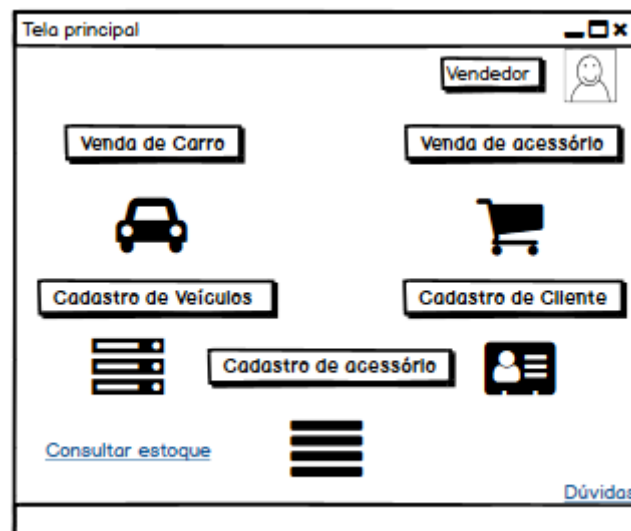 Tela principal
Vendedor
Venda de Carro
Venda de acessório
Cadastro de Veículos
Cadastro de Cliente
Cadastro de acessório
Consultar estoque
Dúvidas